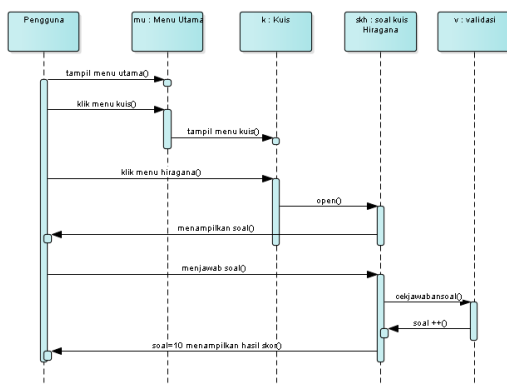 Pengguna
mu : Menu Utama
k : Kuis
skh : soal kuis
Hiragana
v : validasi
tampil menu utama()
klik menu kuis()
tampil menu kuis()
klik menu hiragana()
open()
menampilkan soal()
menjawab soal()
cekjawabansoal()
soal ++()
soal=10 menampilkan hasil skor()